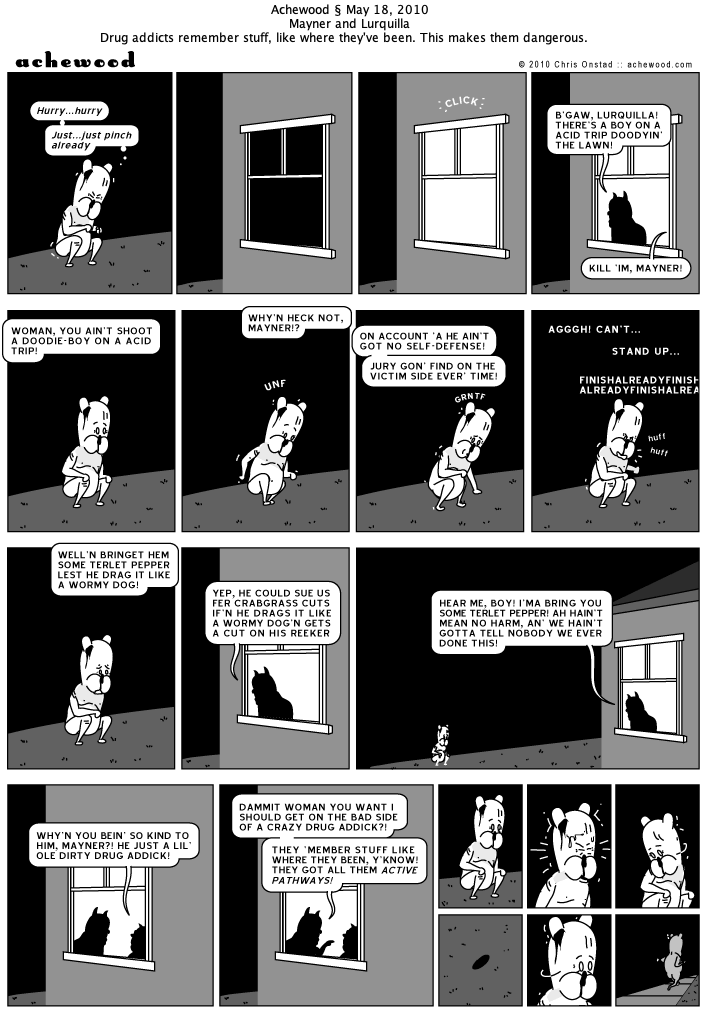 Achewood § May 18, 2010
Mayner and Lurquilla
Drug addicts remember stuff, like where they've been. This makes them dangerous.
achewood
© 2010 Chris Onstad :: achewood.com
Hurry...hurry
Just...just pinch
already
CLICK
B'GAW, LURQUILLA!
THERE'S A BOY ON A
ACID TRIP DOODYIN'
THE LAWN!
KILL 'IM, MAYNER!
WOMAN, YOU AIN'T SHOOT
A DOODIE-BOY ON A ACID
TRIP!
WHY'N HECK NOT,
MAYNER!?
UNF
ON ACCOUNT 'A HE AIN'T
GOT NO SELF-DEFENSE!
JURY GON' FIND ON THE
VICTIM SIDE EVER' TIME!
GRNTF
AGGGH! CAN'T...
STAND UP...
FINISHALREADYFINISH
ALREADYFINISHALREA
huff
huff
WELL'N BRINGET HEM
SOME TERLET PEPPER
LEST HE DRAG IT LIKE
A WORMY DOG!
YEP, HE COULD SUE US
FER CRABGRASS CUTS
IF'N HE DRAGS IT LIKE
A WORMY DOG'N GETS
A CUT ON HIS REEKER
HEAR ME, BOY! I'MA BRING YOU
SOME TERLET PEPPER! AH HAIN'T
MEAN NO HARM, AN' WE HAIN'T
GOTTA TELL NOBODY WE EVER
DONE THIS!
WHY'N YOU BEIN' SO KIND TO
HIM, MAYNER?! HE JUST A LIL'
OLE DIRTY DRUG ADDICK!
DAMMIT WOMAN YOU WANT I
SHOULD GET ON THE BAD SIDE
OF A CRAZY DRUG ADDICK?!
THEY 'MEMBER STUFF LIKE
WHERE THEY BEEN, Y'KNOW!
THEY GOT ALL THEM ACTIVE
PATHWAYS!